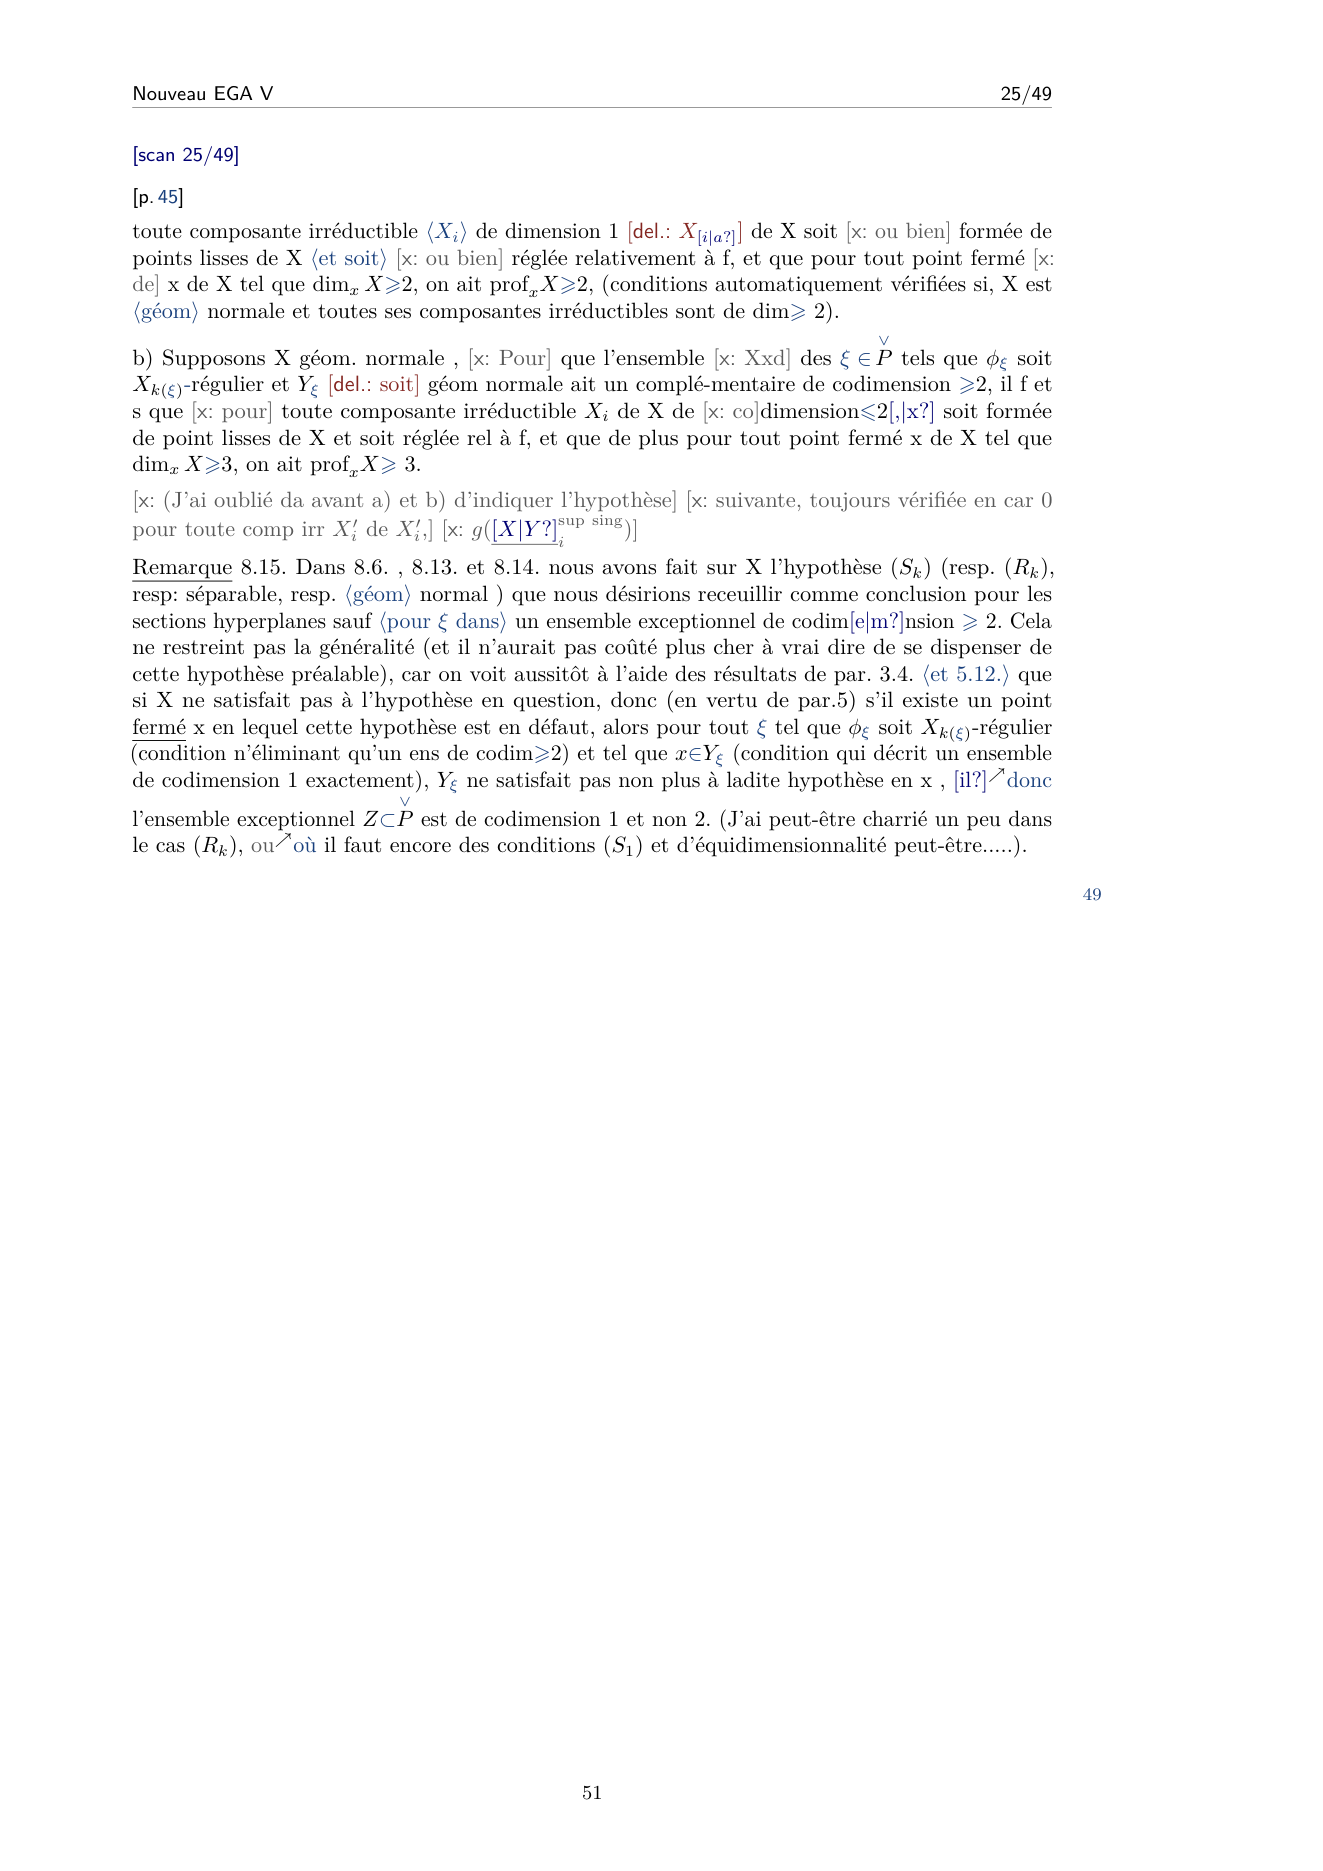 Nouveau EGA V 25/49
[scan 25/49]
[p. 45]
toute composante irréductible ⟨X_i⟩ de dimension 1 [del.: X_[i|a?]] de X soit [x: ou bien] formée de
points lisses de X ⟨et soit⟩ [x: ou bien] réglée relativement à f, et que pour tout point fermé [x:
de] x de X tel que dim_x X⩾2, on ait prof_x X⩾2, (conditions automatiquement vérifiées si, X est
⟨géom⟩ normale et toutes ses composantes irréductibles sont de dim⩾ 2).
b) Supposons X géom. normale , [x: Pour] que l'ensemble [x: Xxd] des ξ ∈ P̌ tels que ϕ_ξ soit
X_k(ξ)-régulier et Y_ξ [del.: soit] géom normale ait un complé-mentaire de codimension ⩾2, il f et
s que [x: pour] toute composante irréductible X_i de X de [x: co]dimension⩽2[,|x?] soit formée
de point lisses de X et soit réglée rel à f, et que de plus pour tout point fermé x de X tel que
dim_x X⩾3, on ait prof_x X⩾ 3.
[x: (J'ai oublié da avant a) et b) d'indiquer l'hypothèse] [x: suivante, toujours vérifiée en car 0
pour toute comp irr X′_i de X′_i,] [x: g([X|Y?]_i^sup sing)]
Remarque 8.15. Dans 8.6. , 8.13. et 8.14. nous avons fait sur X l'hypothèse (S_k) (resp. (R_k),
resp: séparable, resp. ⟨géom⟩ normal ) que nous désirions receuillir comme conclusion pour les
sections hyperplanes sauf ⟨pour ξ dans⟩ un ensemble exceptionnel de codim[e|m?]nsion ⩾ 2. Cela
ne restreint pas la généralité (et il n'aurait pas coûté plus cher à vrai dire de se dispenser de
cette hypothèse préalable), car on voit aussitôt à l'aide des résultats de par. 3.4. ⟨et 5.12.⟩ que
si X ne satisfait pas à l'hypothèse en question, donc (en vertu de par.5) s'il existe un point
fermé x en lequel cette hypothèse est en défaut, alors pour tout ξ tel que ϕ_ξ soit X_k(ξ)-régulier
(condition n'éliminant qu'un ens de codim⩾2) et tel que x∈Y_ξ (condition qui décrit un ensemble
de codimension 1 exactement), Y_ξ ne satisfait pas non plus à ladite hypothèse en x , [il?]↗donc
l'ensemble exceptionnel Z⊂P̌ est de codimension 1 et non 2. (J'ai peut-être charrié un peu dans
le cas (R_k), ou↗où il faut encore des conditions (S_1) et d'équidimensionnalité peut-être.....).
49
51